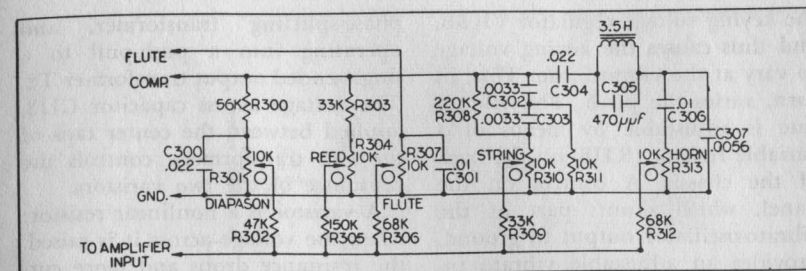 3.5H
FLUTE
COMP.
.022
C304
56K R300
33K R303
220K
R308
.0033
C302
.0033 C303
C305
470μμf
.01
C306
C307
.0056
C300
.022
R301
10K
DIAPASON
REED
R304
10K
R307
10K
FLUTE
.01
C301
STRING
10K
R310
10K
R311
10K
HORN
R313
GND.
47K
R302
150K
R305
68K
R306
33K
R309
68K
R312
TO AMPLIFIER
INPUT